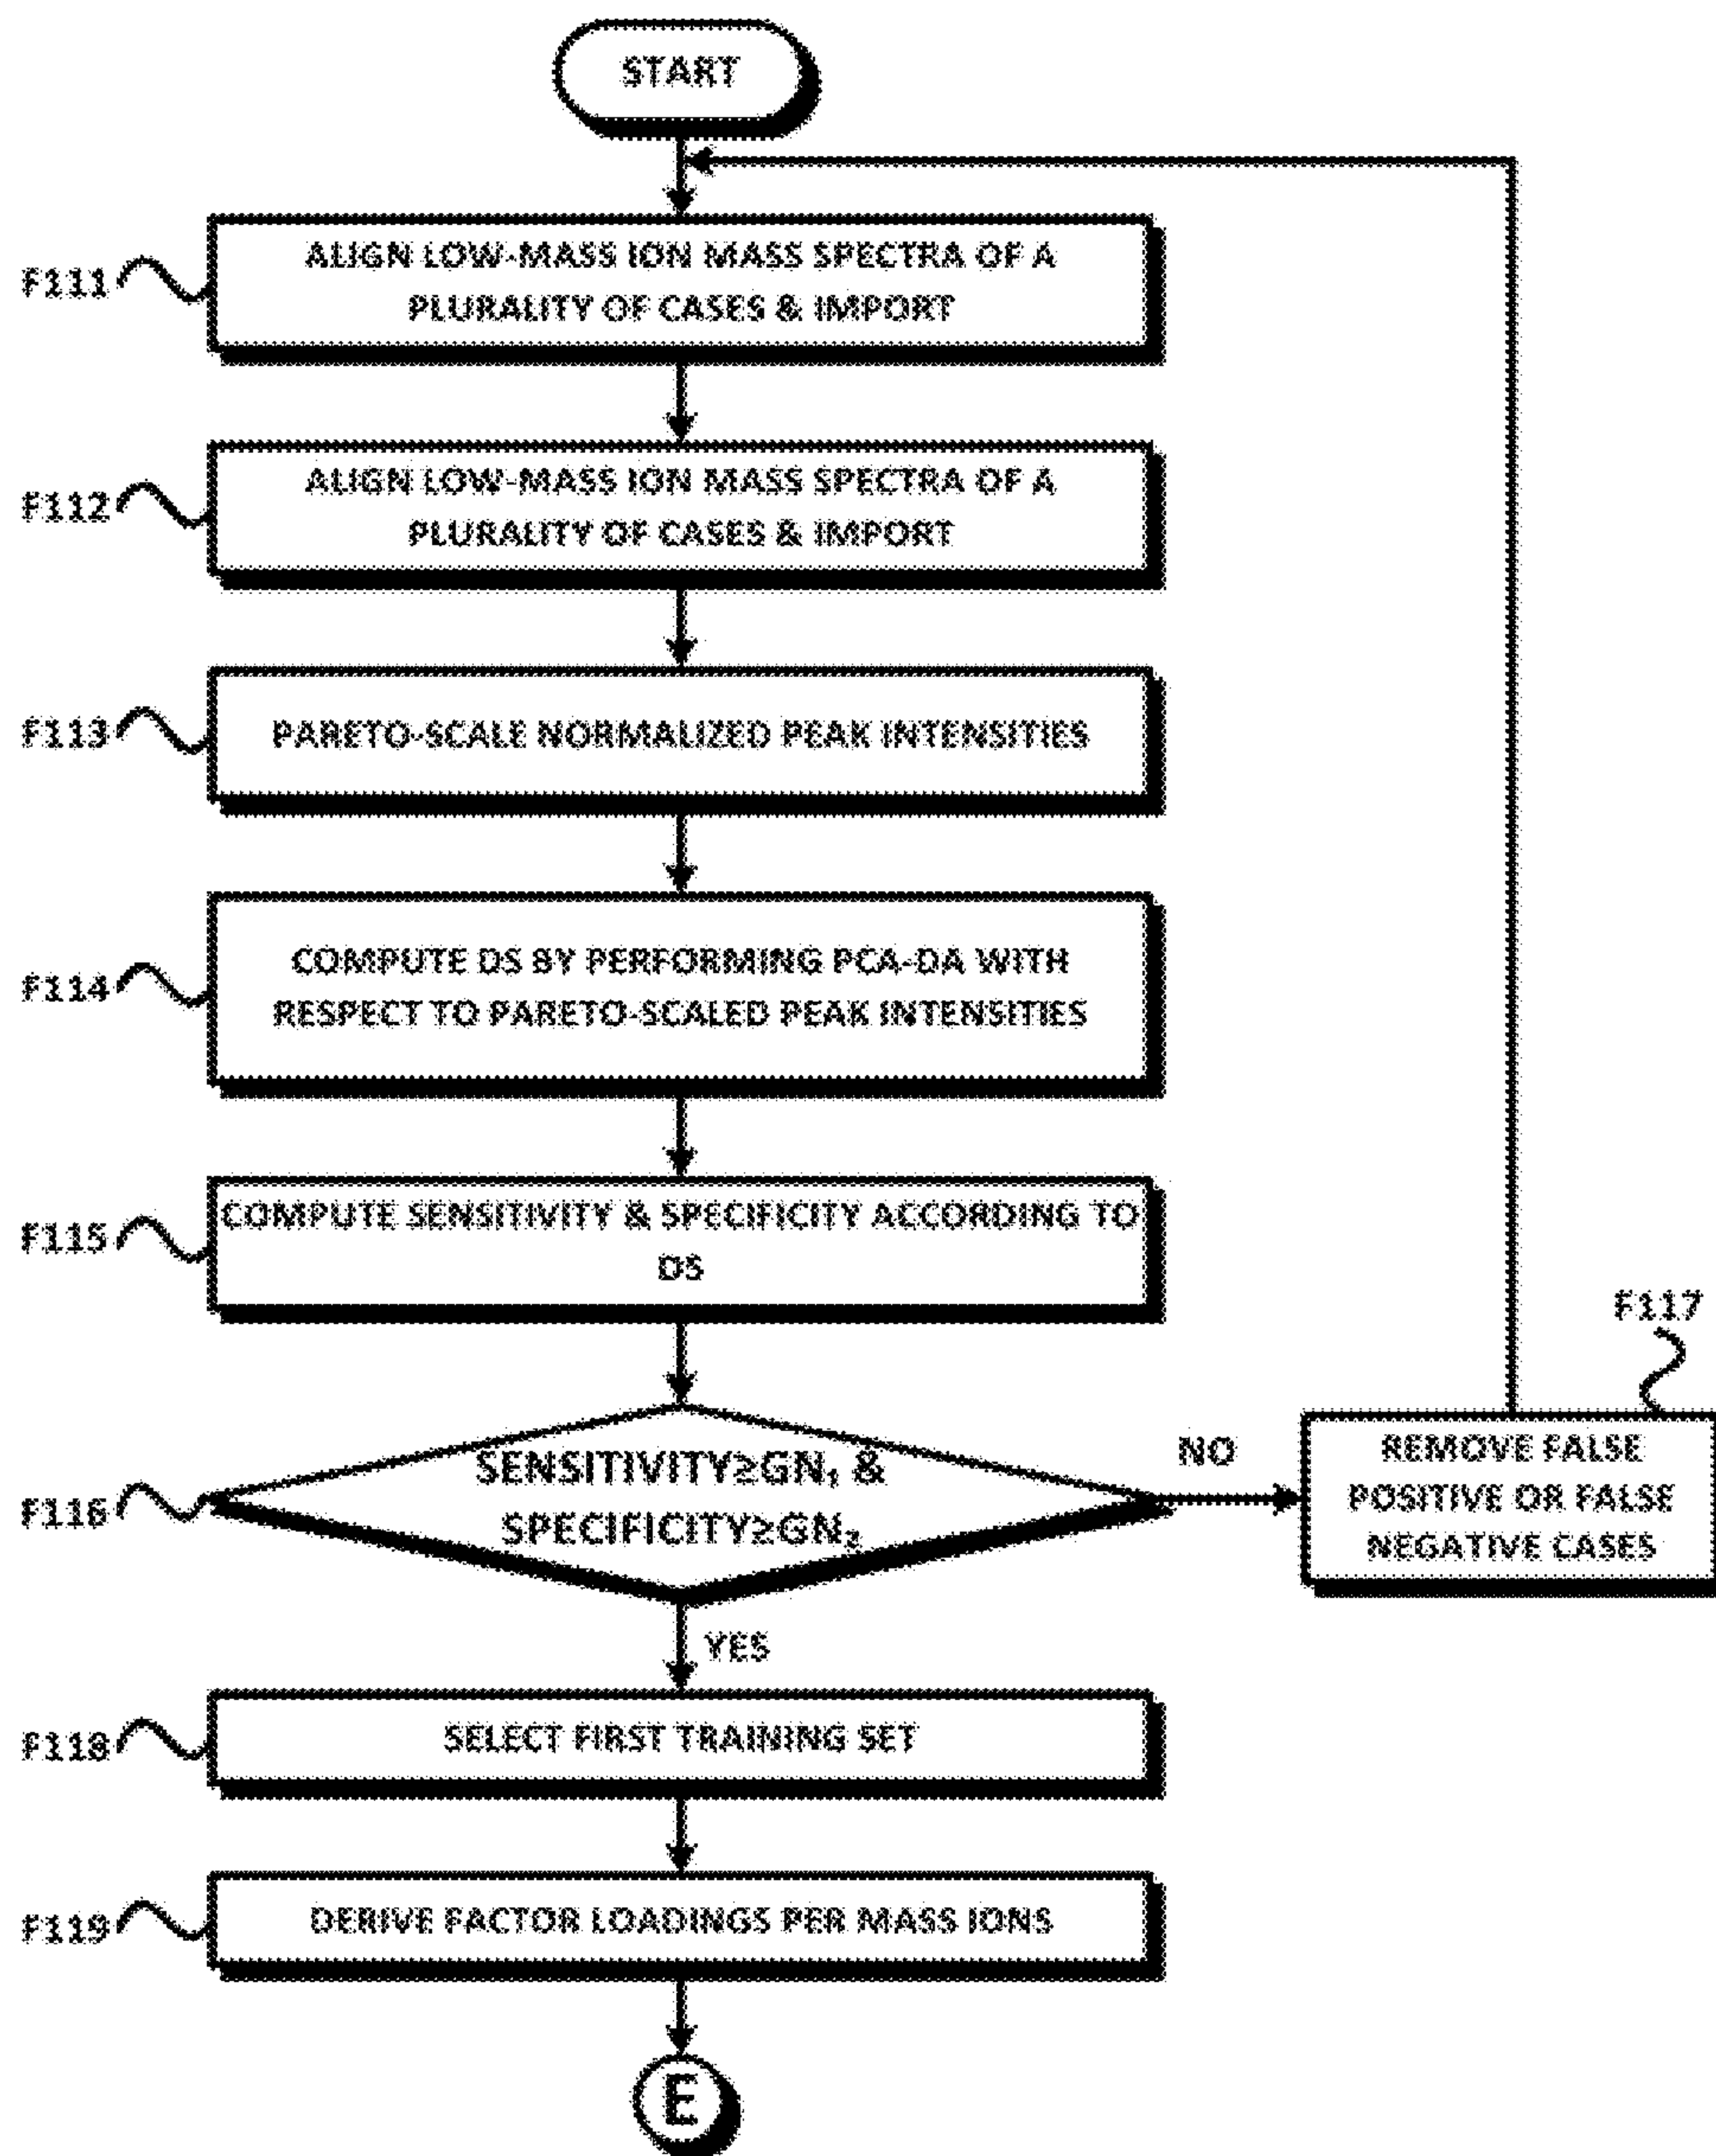 START
F111
ALIGN LOW-MASS ION MASS SPECTRA OF A
PLURALITY OF CASES & IMPORT
F112
ALIGN LOW-MASS ION MASS SPECTRA OF A
PLURALITY OF CASES & IMPORT
F113
PARETO-SCALE NORMALIZED PEAK INTENSITIES
F114
COMPUTE DS BY PERFORMING PCA-DA WITH
RESPECT TO PARETO-SCALED PEAK INTENSITIES
F115
COMPUTE SENSITIVITY & SPECIFICITY ACCORDING TO
DS
F116
SENSITIVITY≥GN₁ &
SPECIFICITY≥GN₂
NO
F117
REMOVE FALSE
POSITIVE OR FALSE
NEGATIVE CASES
YES
F118
SELECT FIRST TRAINING SET
F119
DERIVE FACTOR LOADINGS PER MASS IONS
E